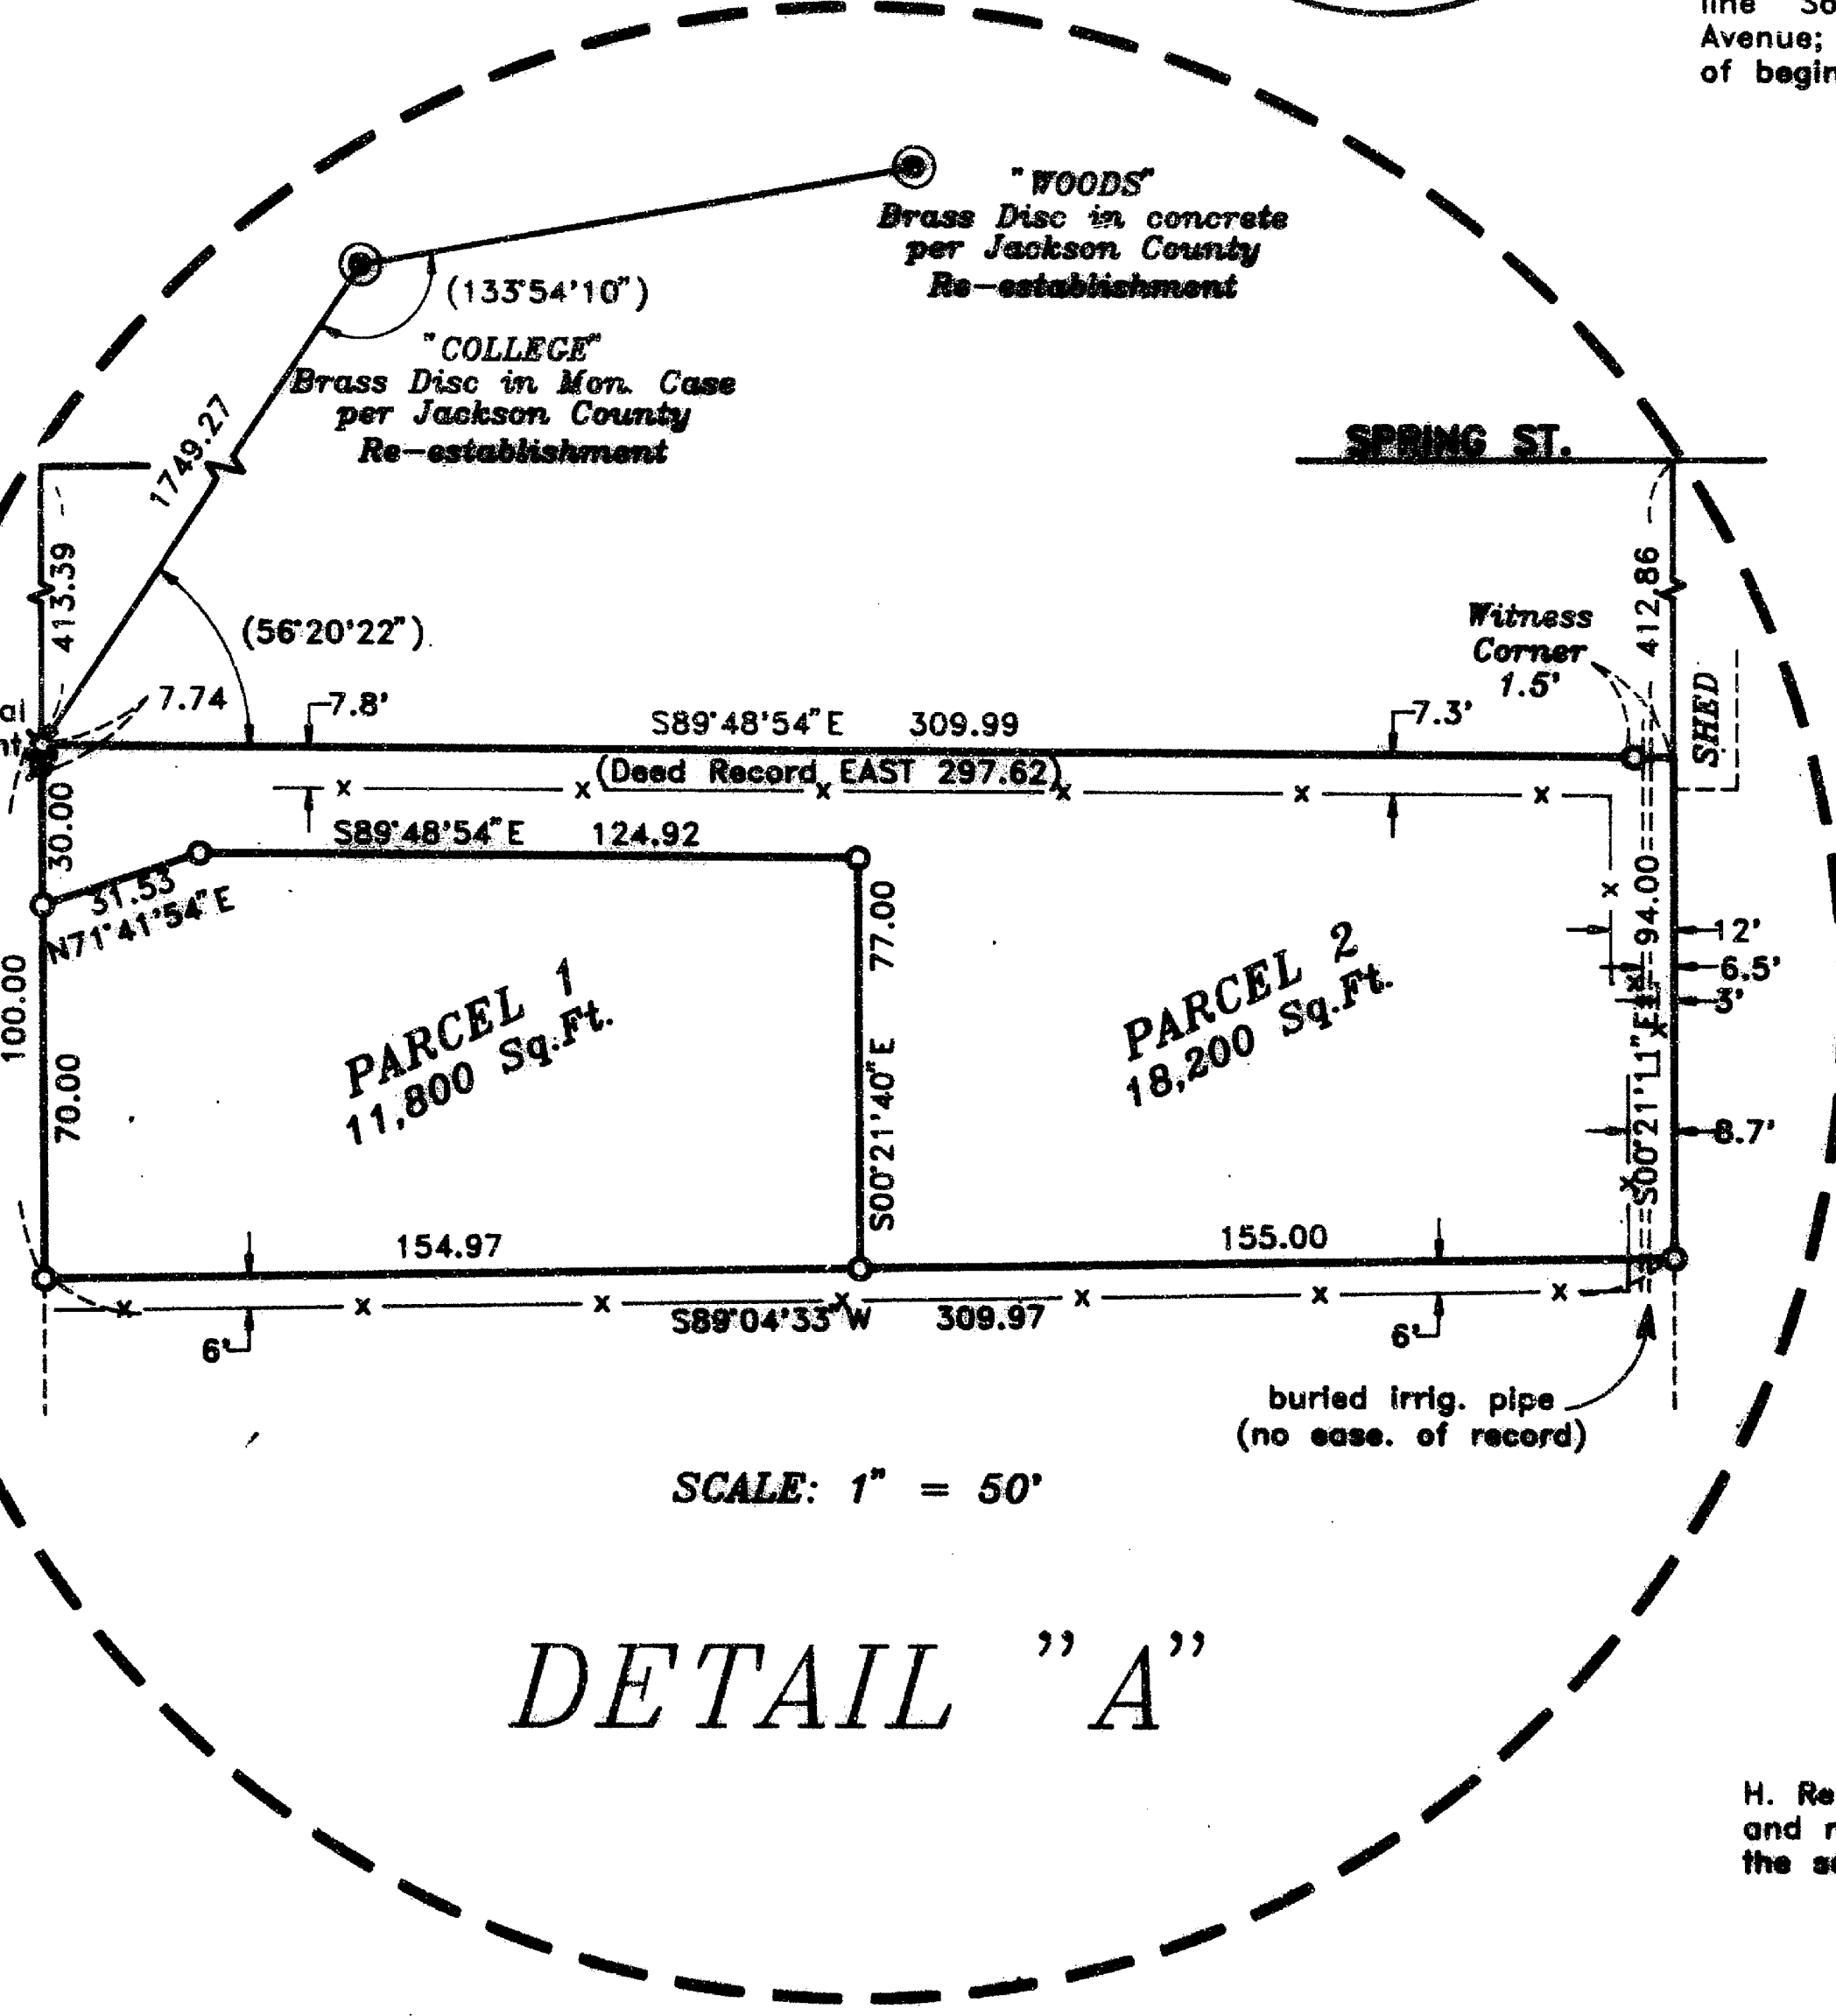 line So
Avenue;
of begin
"WOODS"
Brass Disc in concrete
per Jackson County
Re-establishment
(133°54'10")
"COLLEGE"
Brass Disc in Mon. Case
per Jackson County
Re-establishment
1749.27
SPRING ST.
413.39
412.86
(56°20'22")
Witness
Corner
1.5'
SHED
7.74
7.8'
S89°48'54"E 309.99
7.3'
(Deed Record EAST 297.62)
30.00
S89°48'54"E 124.92
31.53
N71°41'54"E
77.00
94.00
12'
6.5'
3'
100.00
70.00
PARCEL 1
11,800 Sq.Ft.
PARCEL 2
18,200 Sq.Ft.
S00°21'40"E
S00°21'11"E
8.7'
154.97
155.00
S89°04'33"W 309.97
6'
6'
buried irrig. pipe
(no ease. of record)
SCALE: 1" = 50'
DETAIL "A"
H. Re
and r
the s